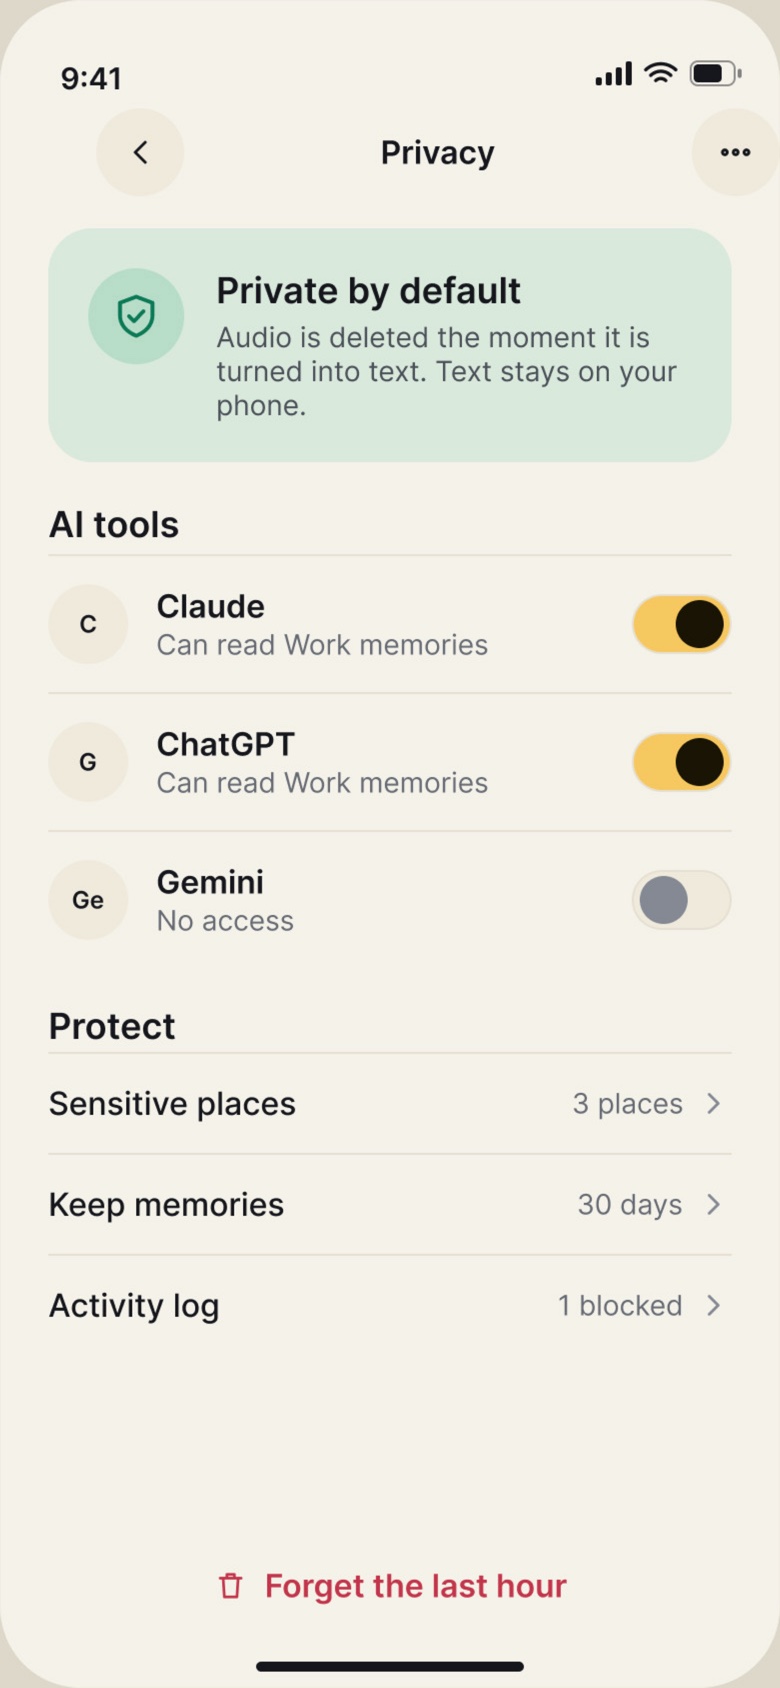 9:41
Privacy
Private by default
Audio is deleted the moment it is
turned into text. Text stays on your
phone.
AI tools
C
Claude
Can read Work memories
G
ChatGPT
Can read Work memories
Ge
Gemini
No access
Protect
Sensitive places 3 places
Keep memories 30 days
Activity log 1 blocked
Forget the last hour